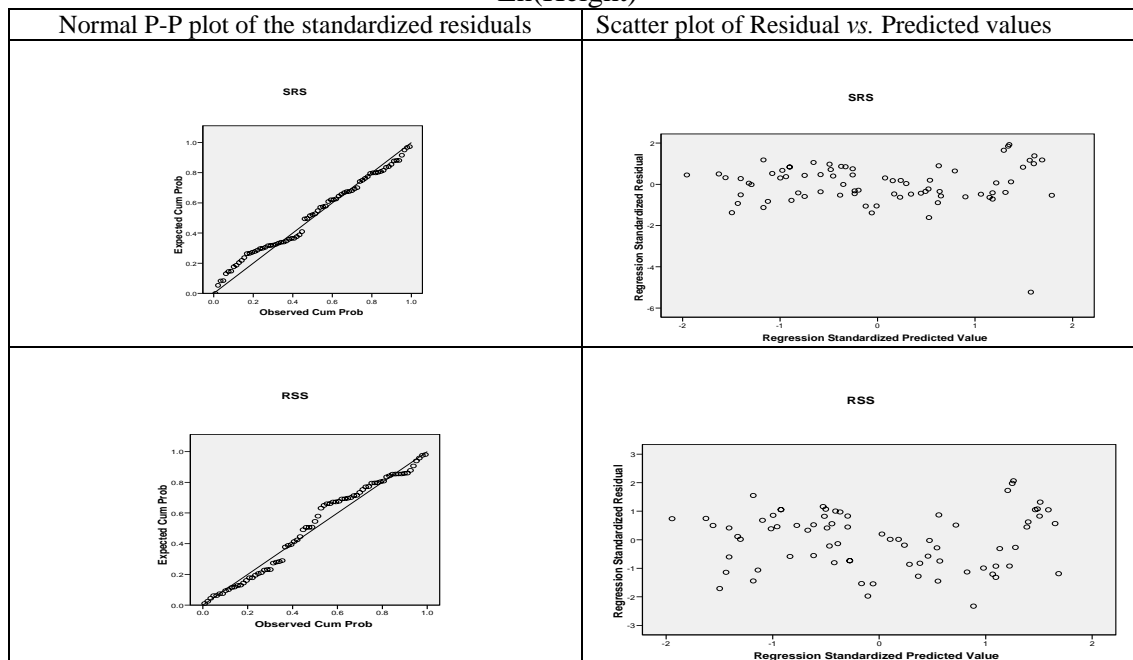 Ln(Height)
Normal P-P plot of the standardized residuals
Scatter plot of Residual vs. Predicted values
SRS
Expected Cum Prob
1.0
0.8
0.6
0.4
0.2
0.0
0.0 0.2 0.4 0.6 0.8 1.0
Observed Cum Prob
SRS
Regression Standardized Residual
2
0
-2
-4
-6
-2 -1 0 1 2
Regression Standardized Predicted Value
RSS
Expected Cum Prob
1.0
0.8
0.6
0.4
0.2
0.0
0.0 0.2 0.4 0.6 0.8 1.0
Observed Cum Prob
RSS
Regression Standardized Residual
3
2
1
0
-1
-2
-3
-2 -1 0 1 2
Regression Standardized Predicted Value